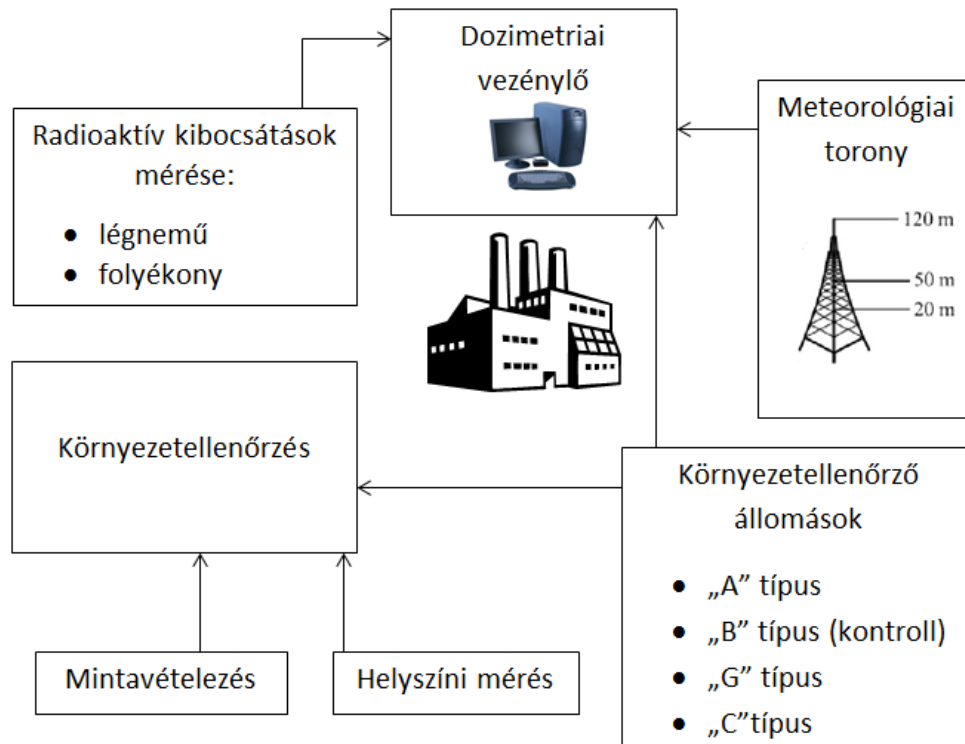 Dozimetriai
vezénylő
Radioaktív kibocsátások
mérése:
• légnemű
• folyékony
Meteorológiai
torony
120 m
50 m
20 m
Környezetellenőrzés
Környezetellenőrző
állomások
• „A” típus
• „B” típus (kontroll)
• „G” típus
• „C”típus
Mintavételezés
Helyszíni mérés